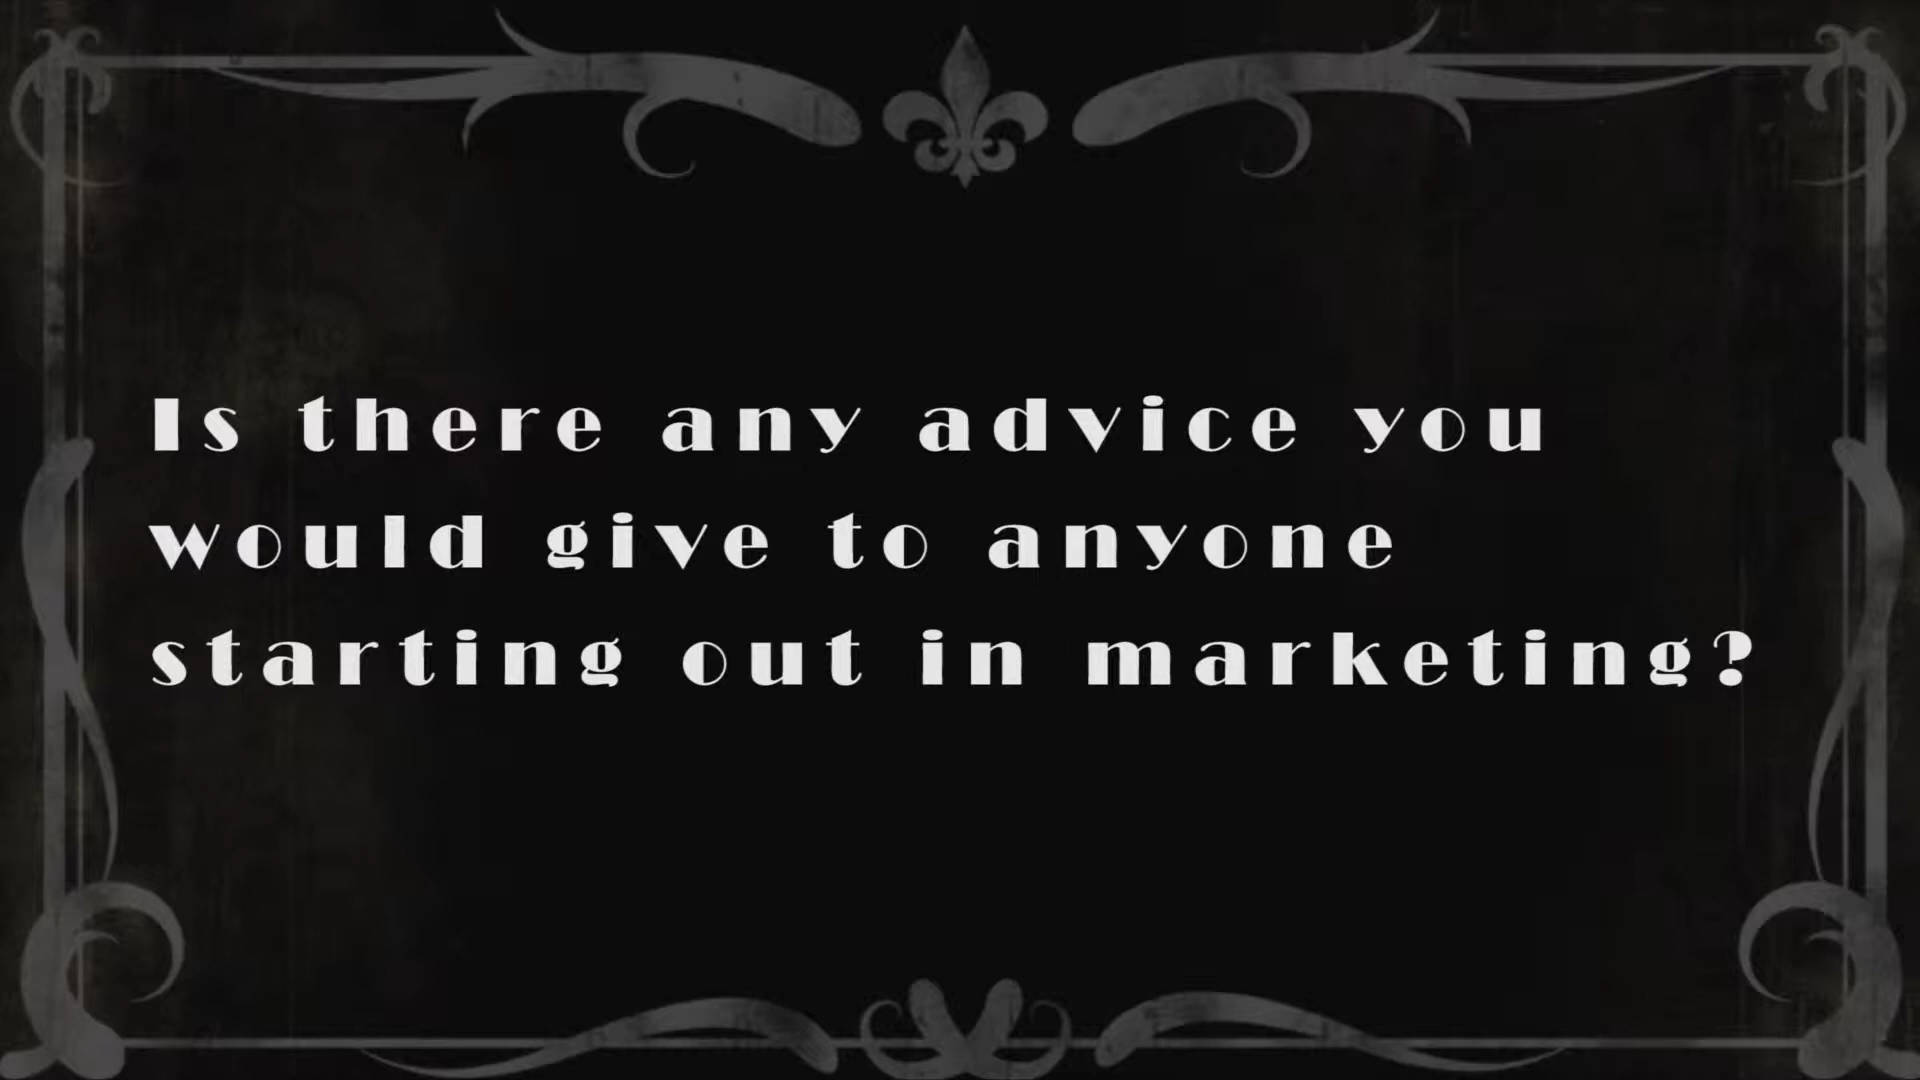 Is there any advice you
would give to anyone
starting out in marketing?